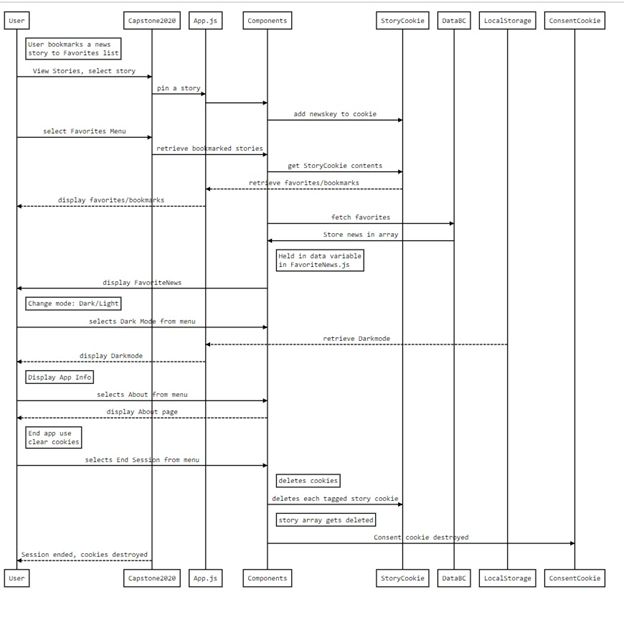 User
Capstone2020
App.js
Components
StoryCookie
DataBC
LocalStorage
ConsentCookie
User bookmarks a news
story to Favorites list
View Stories, select story
pin a story
add newskey to cookie
select Favorites Menu
retrieve bookmarked stories
get StoryCookie contents
retrieve favorites/bookmarks
display favorites/bookmarks
fetch favorites
Store news in array
Held in data variable
in FavoriteNews.js
display FavoriteNews
Change mode: Dark/Light
selects Dark Mode from menu
retrieve Darkmode
display Darkmode
Display App Info
selects About from menu
display About page
End app use
clear cookies
selects End Session from menu
deletes cookies
deletes each tagged story cookie
story array gets deleted
Consent cookie destroyed
Session ended, cookies destroyed
User
Capstone2020
App.js
Components
StoryCookie
DataBC
LocalStorage
ConsentCookie